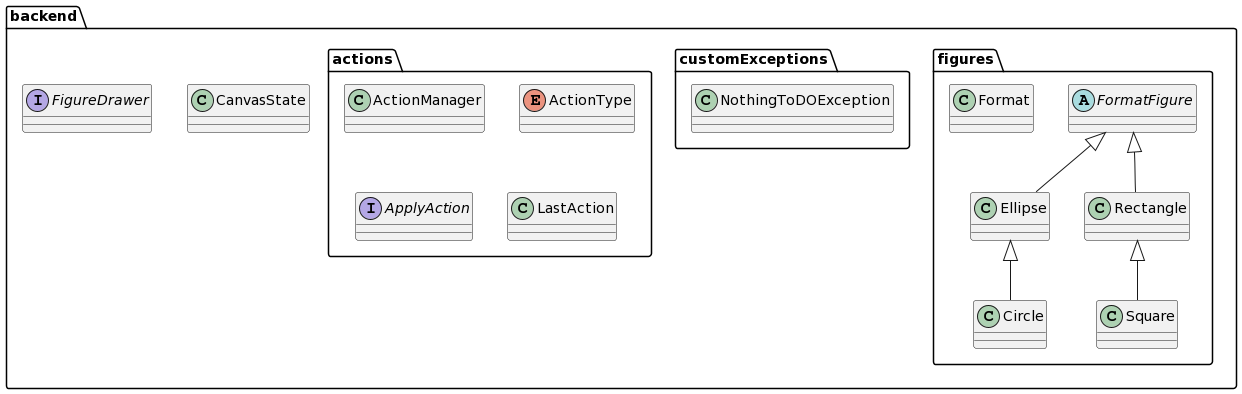 backend
actions
customExceptions
figures
I FigureDrawer
C CanvasState
C ActionManager
E ActionType
C NothingToDOException
C Format
A FormatFigure
I ApplyAction
C LastAction
C Ellipse
C Rectangle
C Circle
C Square